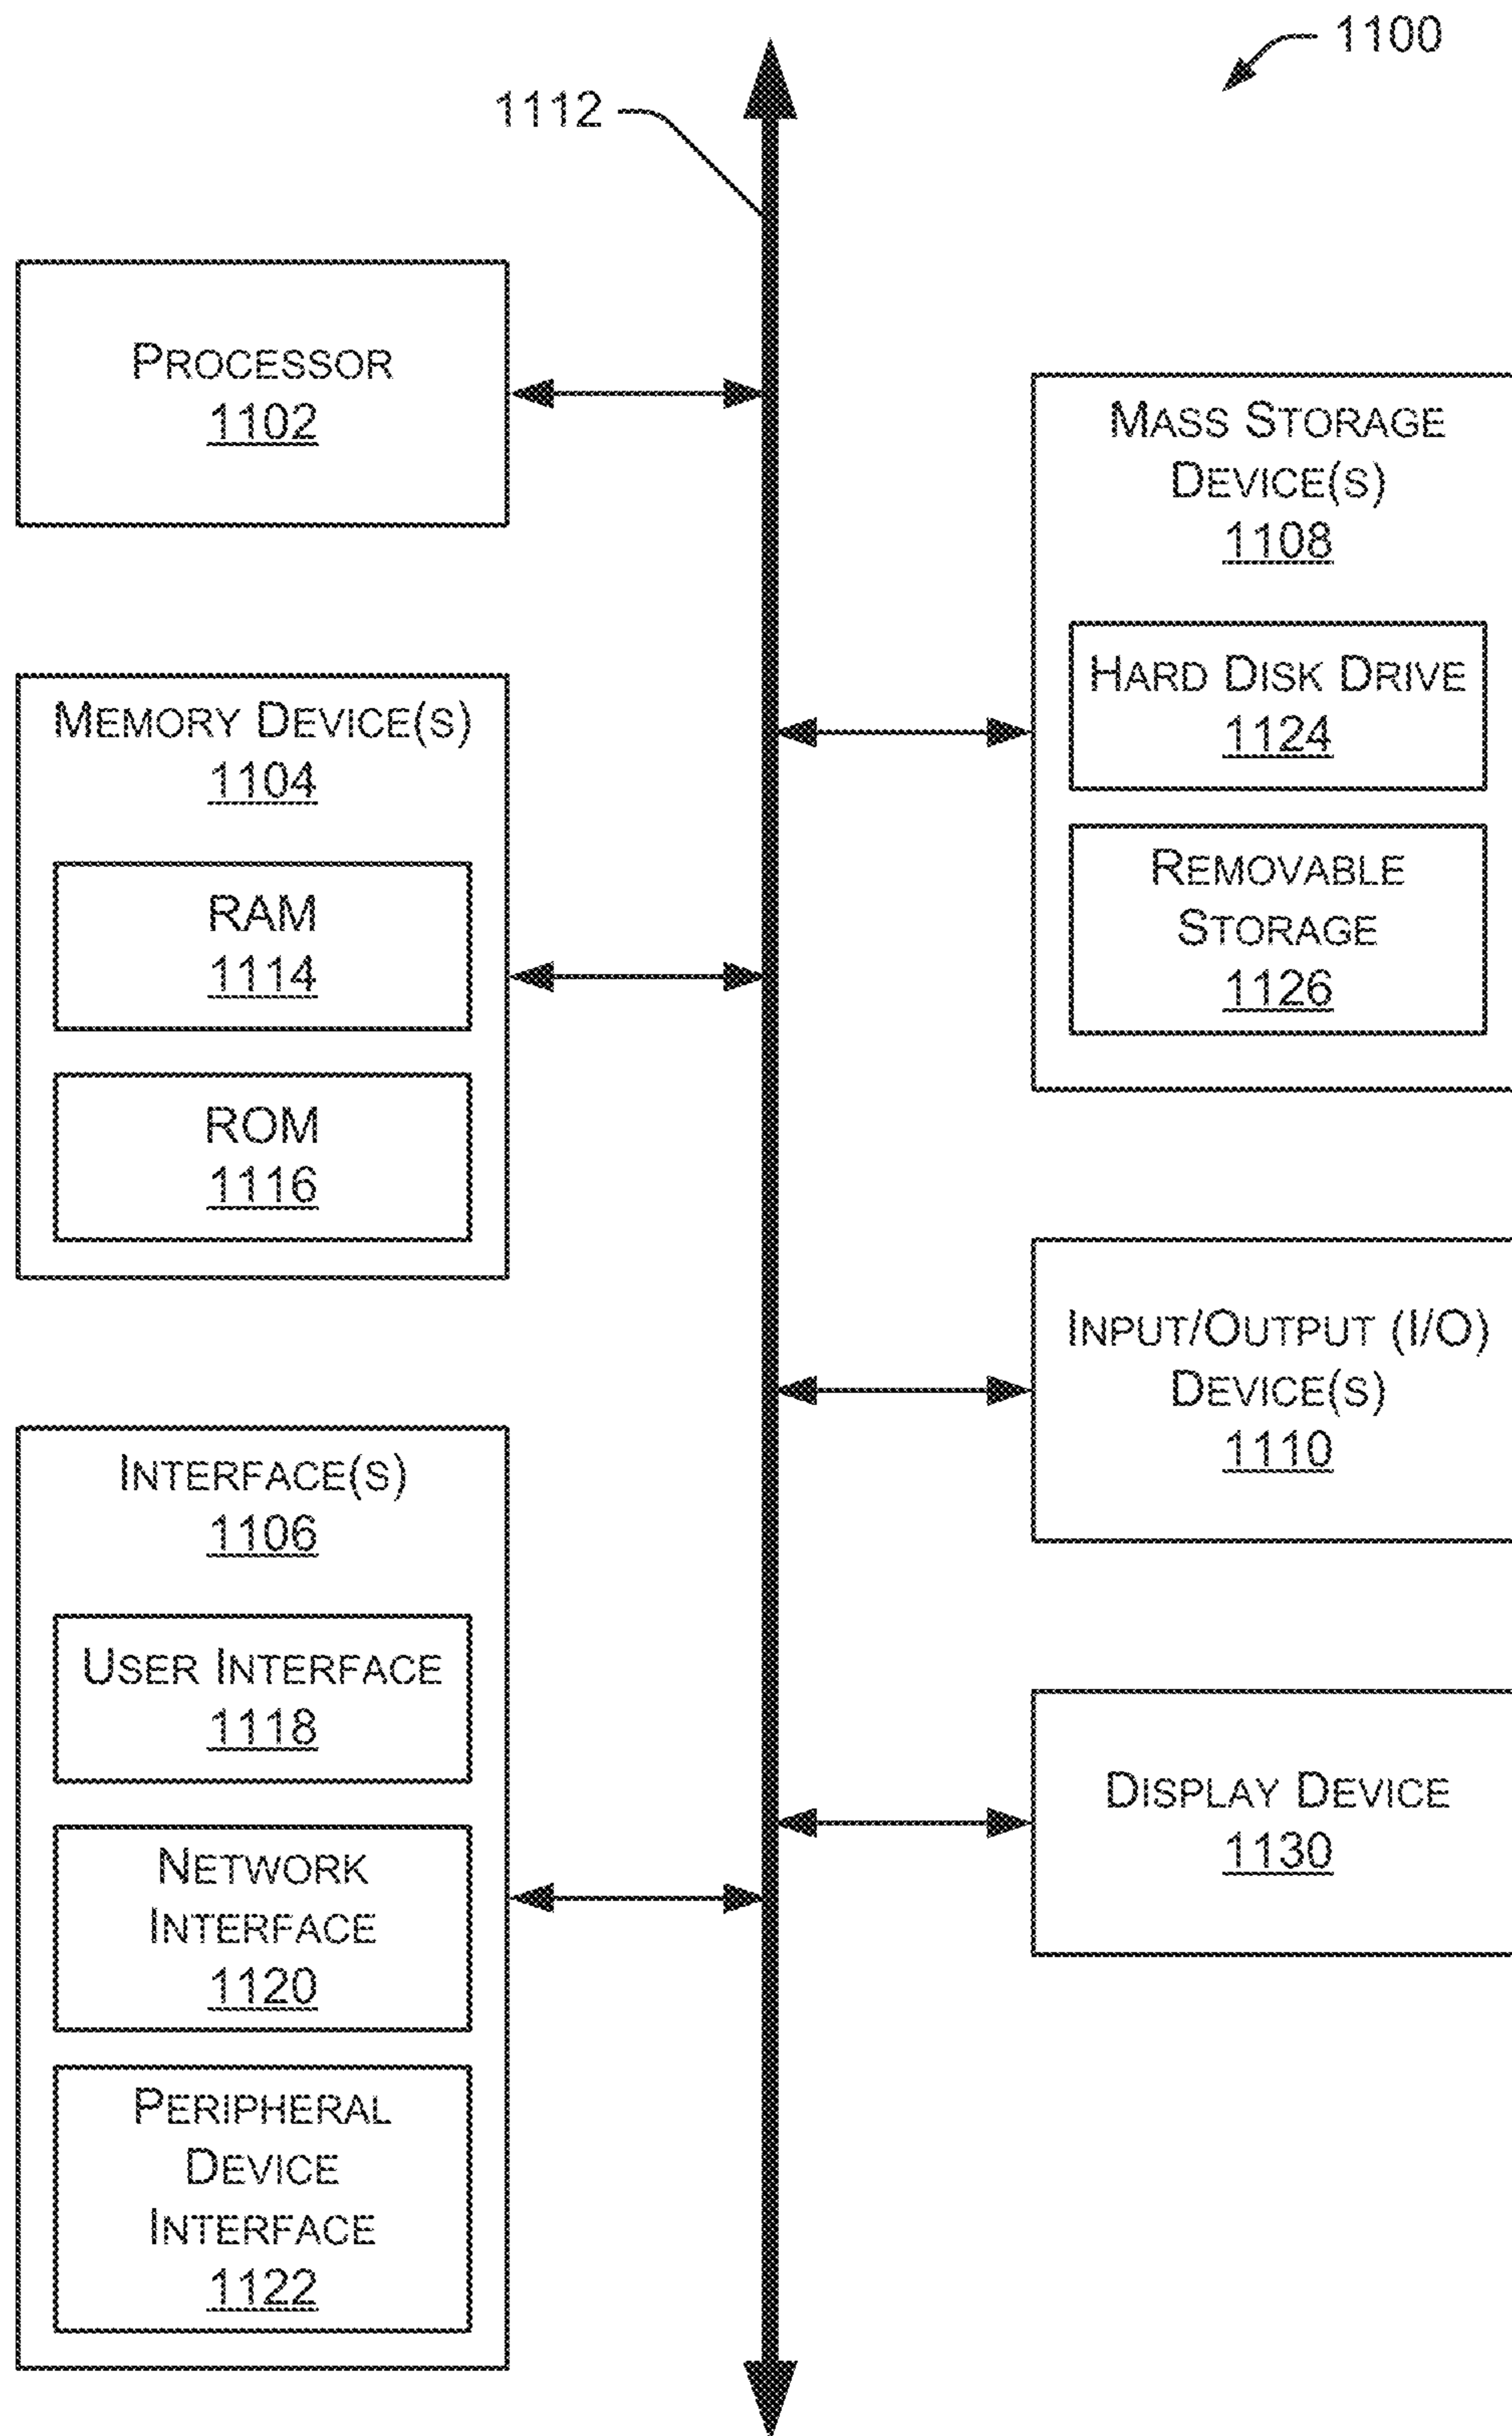 1100
1112
PROCESSOR
1102
MEMORY DEVICE(S)
1104
RAM
1114
ROM
1116
INTERFACE(S)
1106
USER INTERFACE
1118
NETWORK
INTERFACE
1120
PERIPHERAL
DEVICE
INTERFACE
1122
MASS STORAGE
DEVICE(S)
1108
HARD DISK DRIVE
1124
REMOVABLE
STORAGE
1126
INPUT/OUTPUT (I/O)
DEVICE(S)
1110
DISPLAY DEVICE
1130